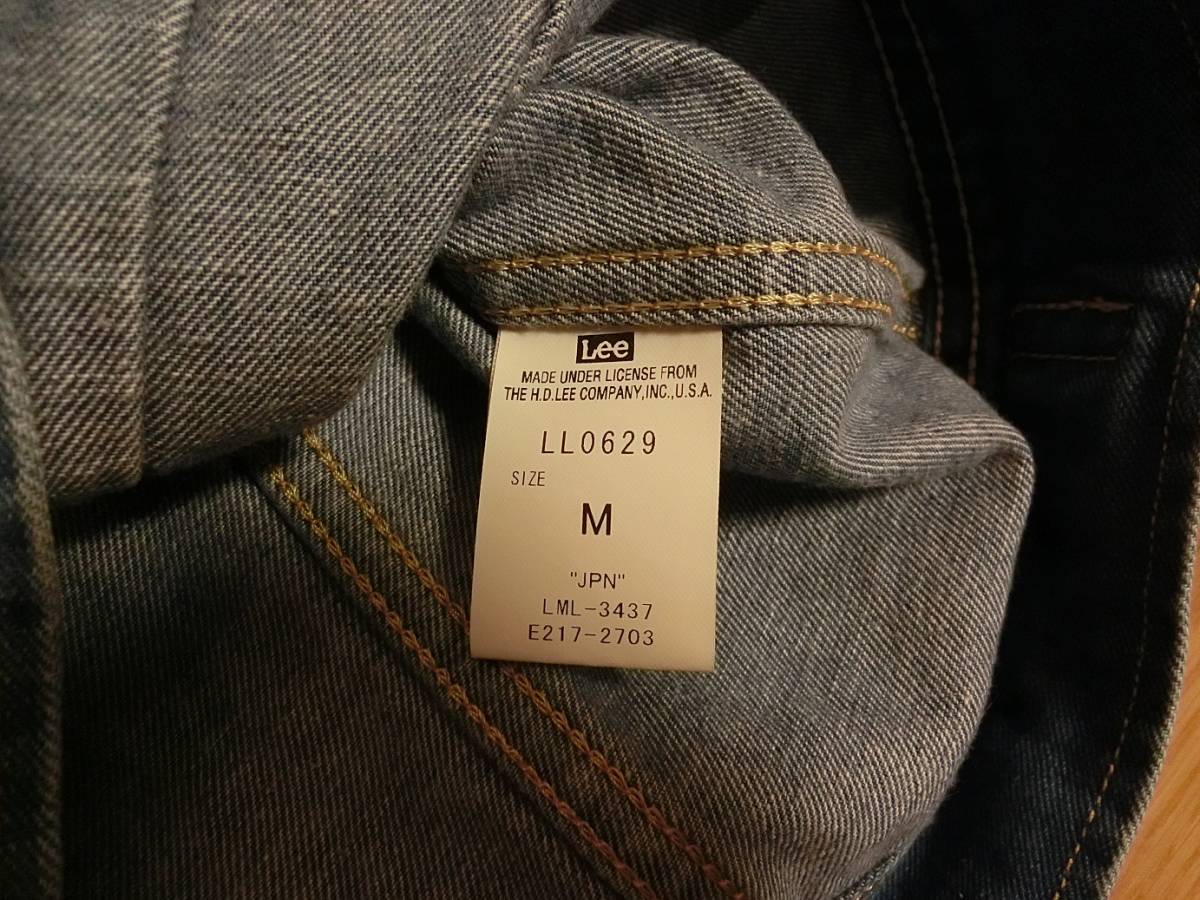 Lee
MADE UNDER LICENSE FROM
THE H.D.LEE COMPANY,INC.,U.S.A.
LL0629
SIZE
M
"JPN"
LML-3437
E217-2703